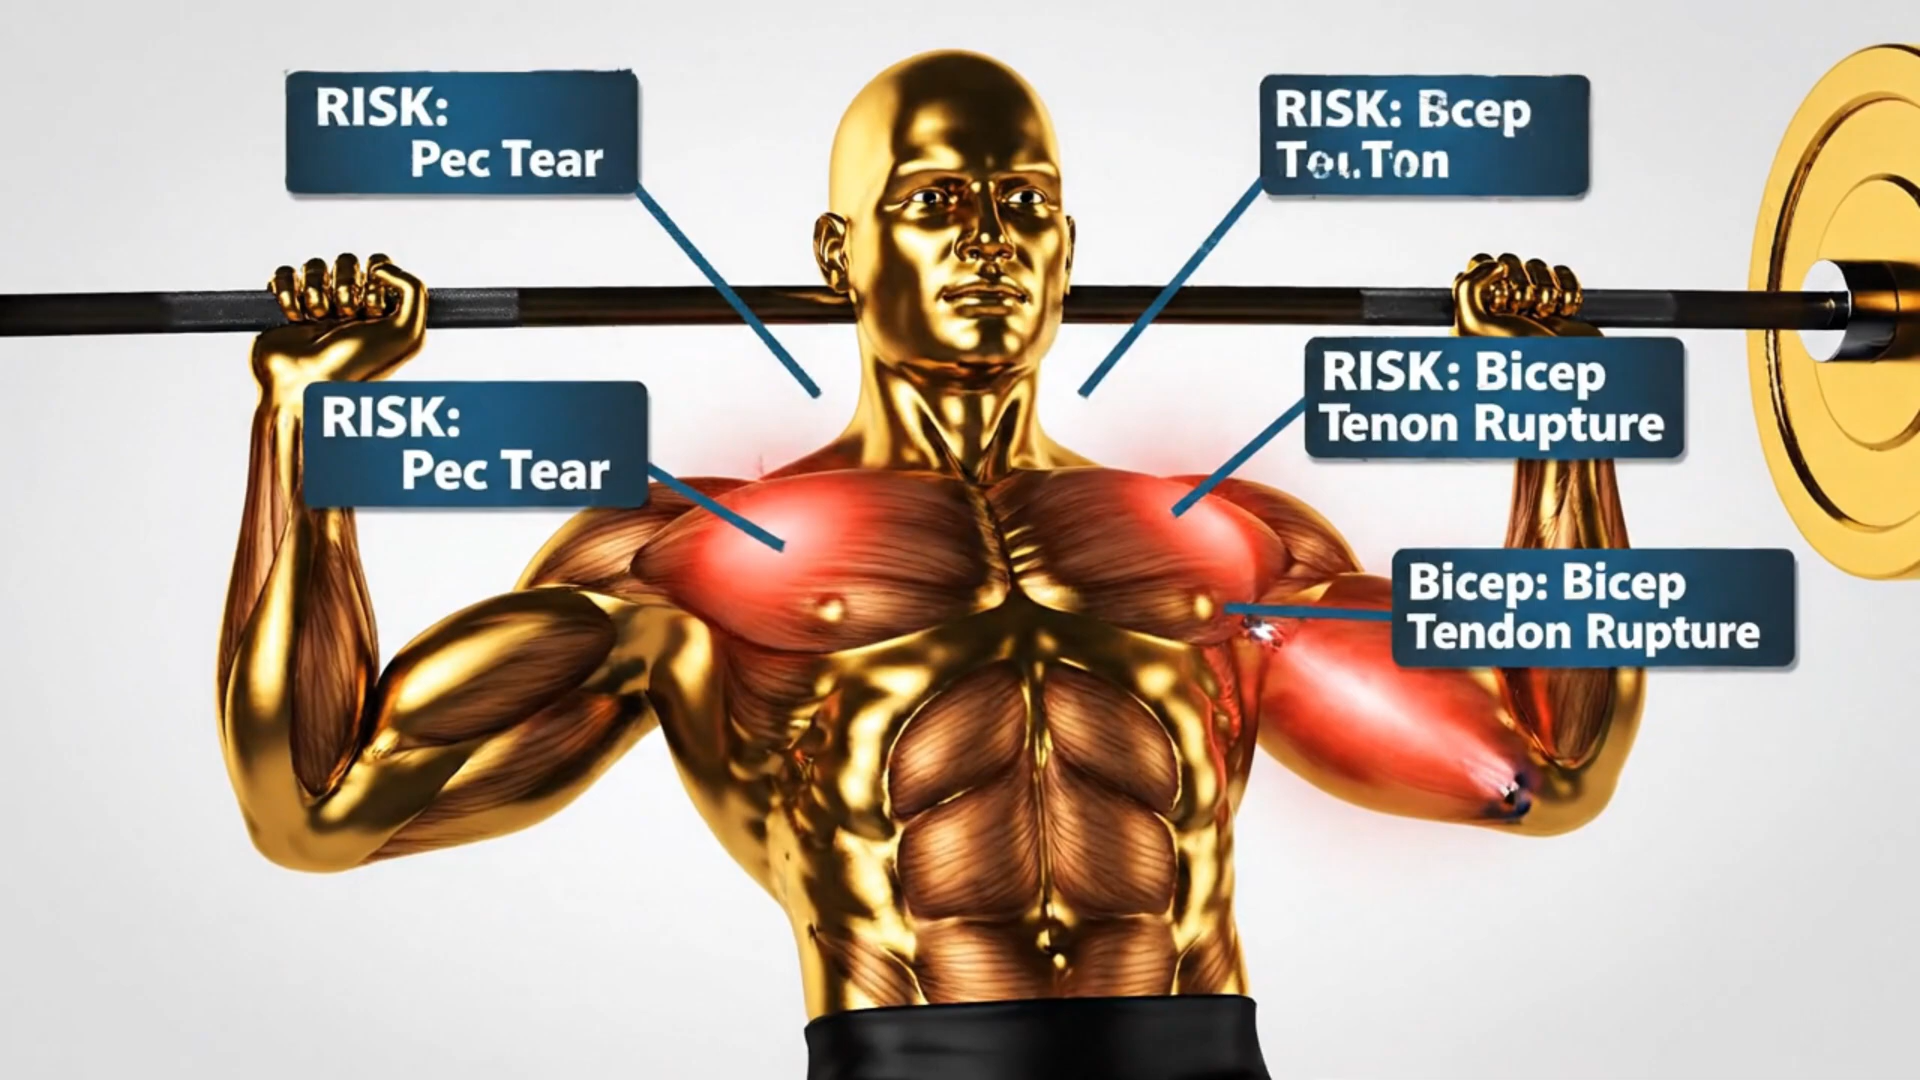 RISK:
Pec Tear
RISK: Bcep
RISK:
Pec Tear
RISK: Bicep
Tenon Rupture
Bicep: Bicep
Tendon Rupture